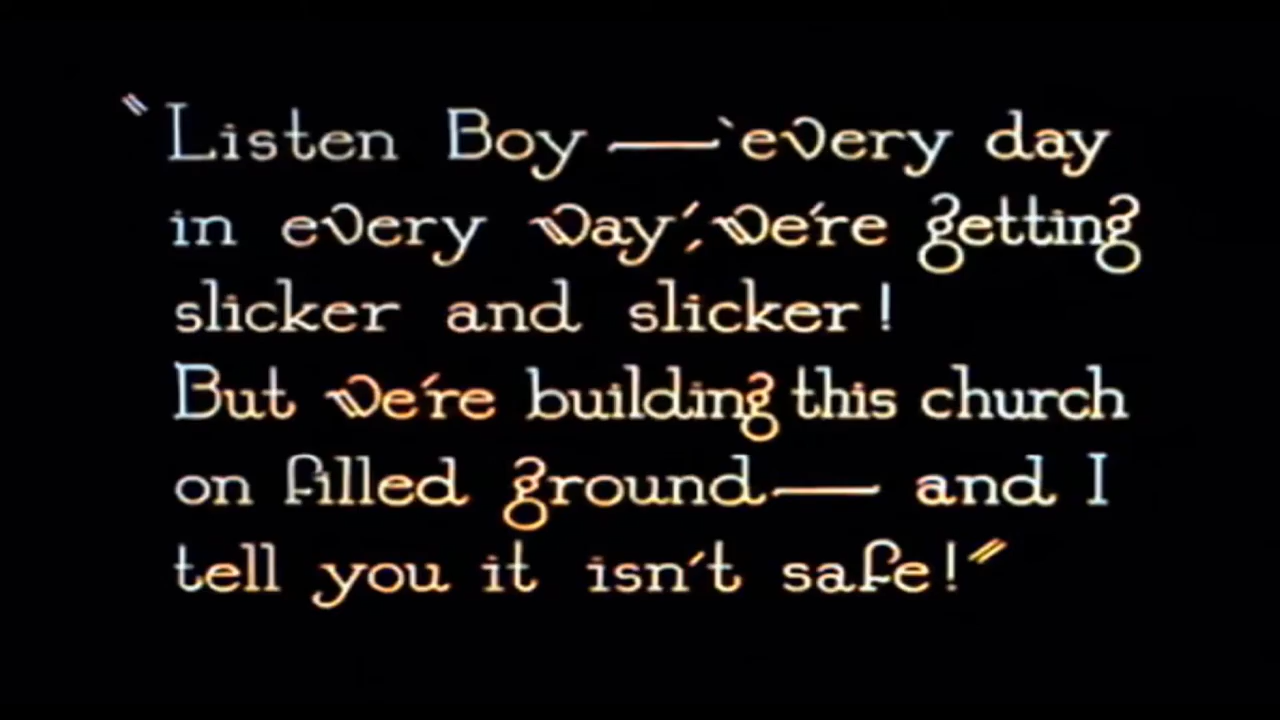 "Listen Boy — 'every day
in every way', we're getting
slicker and slicker!
But we're building this church
on filled ground — and I
tell you it isn't safe!"